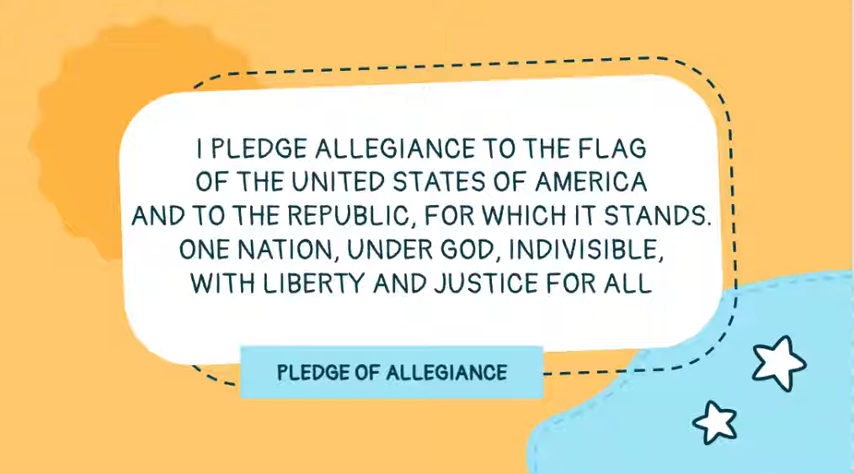 I PLEDGE ALLEGIANCE TO THE FLAG
OF THE UNITED STATES OF AMERICA
AND TO THE REPUBLIC, FOR WHICH IT STANDS.
ONE NATION, UNDER GOD, INDIVISIBLE,
WITH LIBERTY AND JUSTICE FOR ALL
PLEDGE OF ALLEGIANCE